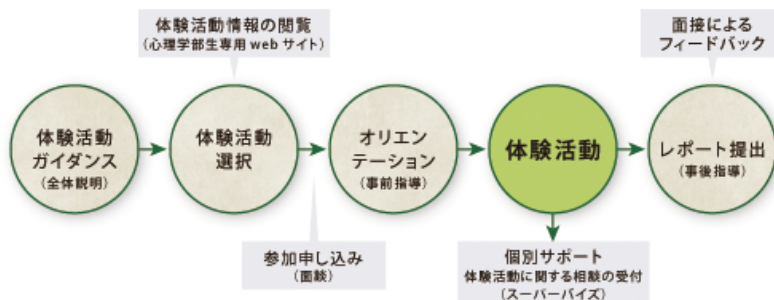 体験活動情報の閲覧
(心理学部生専用webサイト)
面接による
フィードバック
体験活動
ガイダンス
(全体説明)
体験活動
選択
オリエン
テーション
(事前指導)
体験活動
レポート提出
(事後指導)
参加申し込み
(面談)
個別サポート
体験活動に関する相談の受付
(スーパーバイズ)